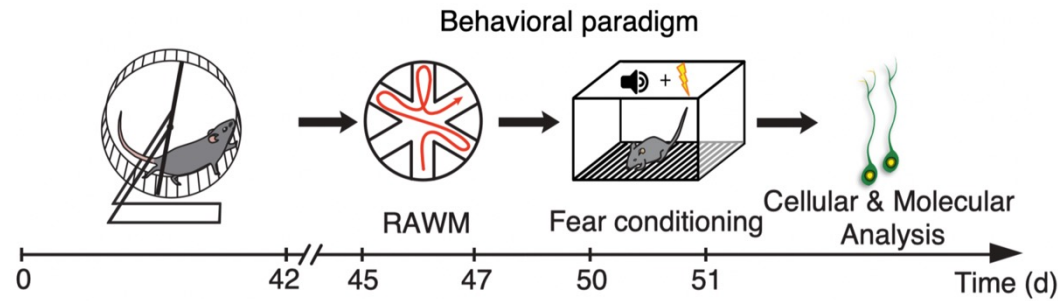 Behavioral paradigm
+
RAWM
Fear conditioning
Cellular & Molecular
Analysis
0
42
45
47
50
51
Time (d)